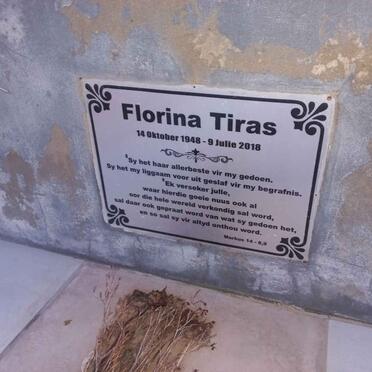 Florina Tiras
14 Oktober 1948 - 9 Julie 2018
'Sy het haar allerbeste vir my gedoen.
Sy het my liggaam voor uit gesalf vir my begrafnis.
'Ek verseker julle,
waar hierdie goeie nuus ook al
oor die hele wereld verkondig sal word,
sal daar ook gepraat word van wat sy gedoen het,
en so sal sy vir altyd onthou word.
Markus 14 - 8,9